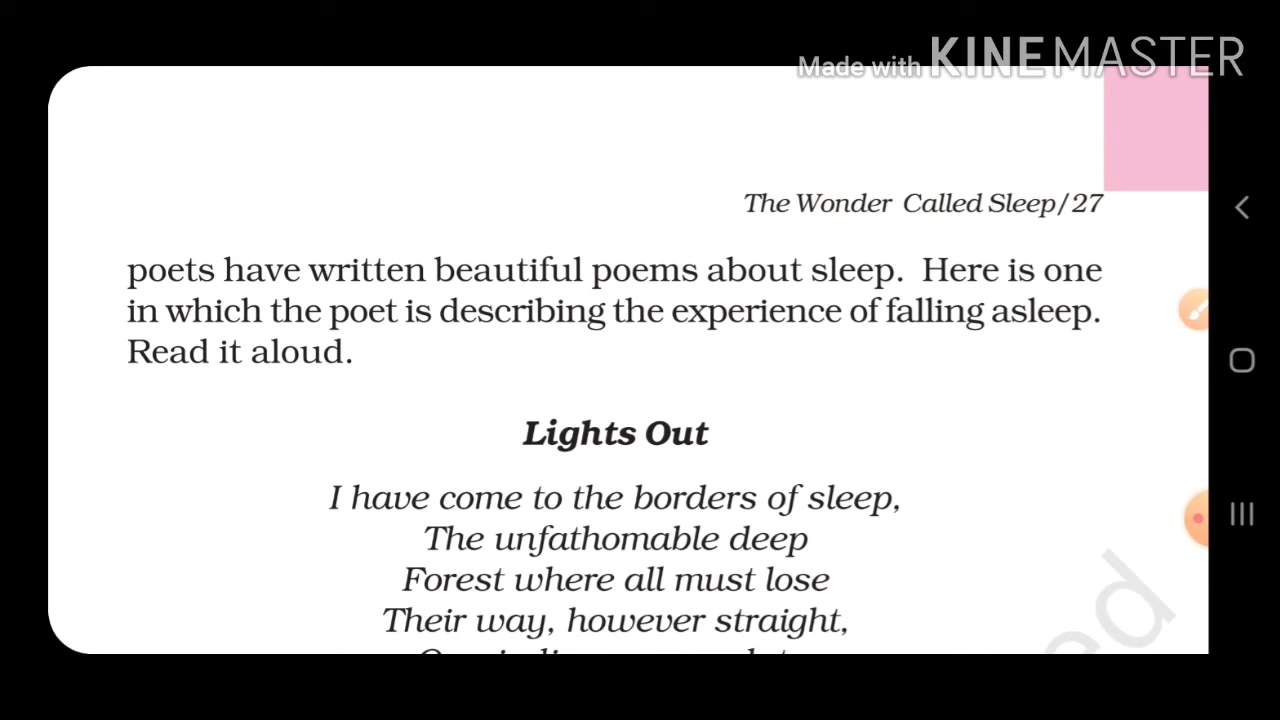 Made with KINEMASTER
The Wonder Called Sleep/27
poets have written beautiful poems about sleep. Here is one
in which the poet is describing the experience of falling asleep.
Read it aloud.
Lights Out
I have come to the borders of sleep,
The unfathomable deep
Forest where all must lose
Their way, however straight,
ed